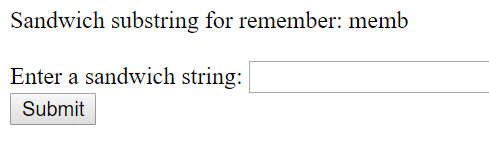 Sandwich substring for remember: memb
Enter a sandwich string:
Submit